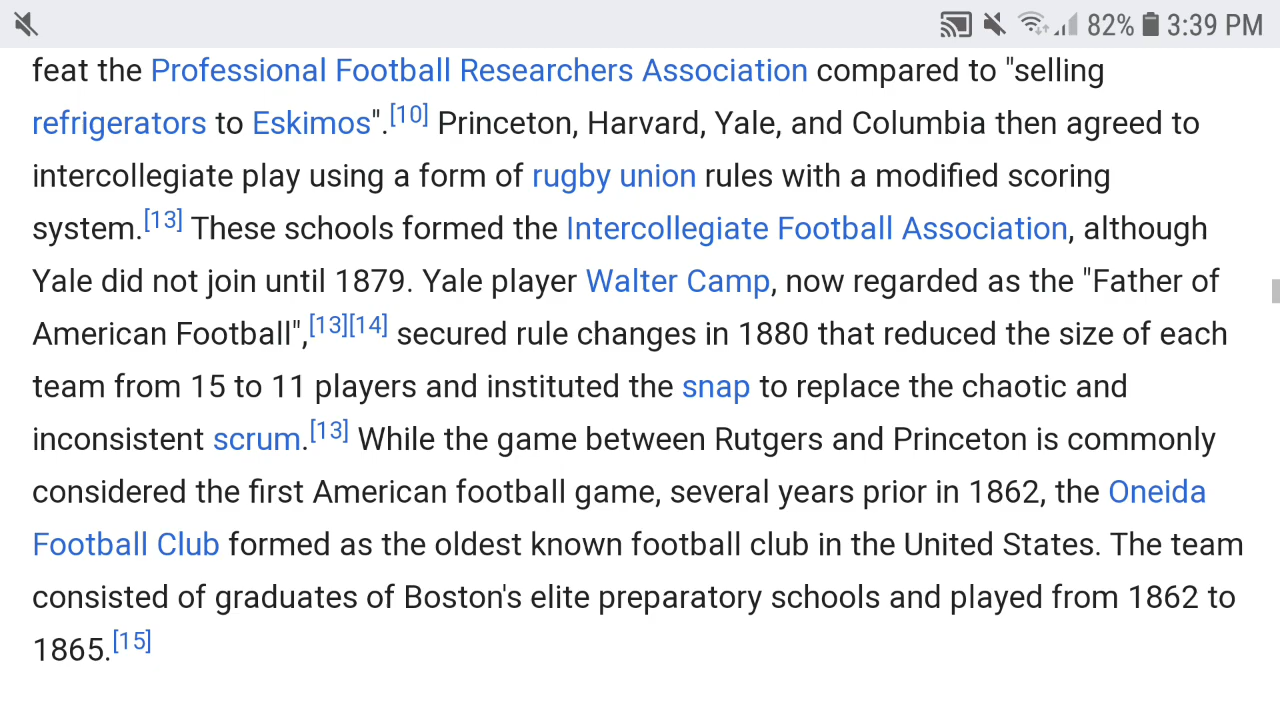 82% 3:39 PM
feat the Professional Football Researchers Association compared to "selling
refrigerators to Eskimos".[10] Princeton, Harvard, Yale, and Columbia then agreed to
intercollegiate play using a form of rugby union rules with a modified scoring
system.[13] These schools formed the Intercollegiate Football Association, although
Yale did not join until 1879. Yale player Walter Camp, now regarded as the "Father of
American Football",[13][14] secured rule changes in 1880 that reduced the size of each
team from 15 to 11 players and instituted the snap to replace the chaotic and
inconsistent scrum.[13] While the game between Rutgers and Princeton is commonly
considered the first American football game, several years prior in 1862, the Oneida
Football Club formed as the oldest known football club in the United States. The team
consisted of graduates of Boston's elite preparatory schools and played from 1862 to
1865.[15]